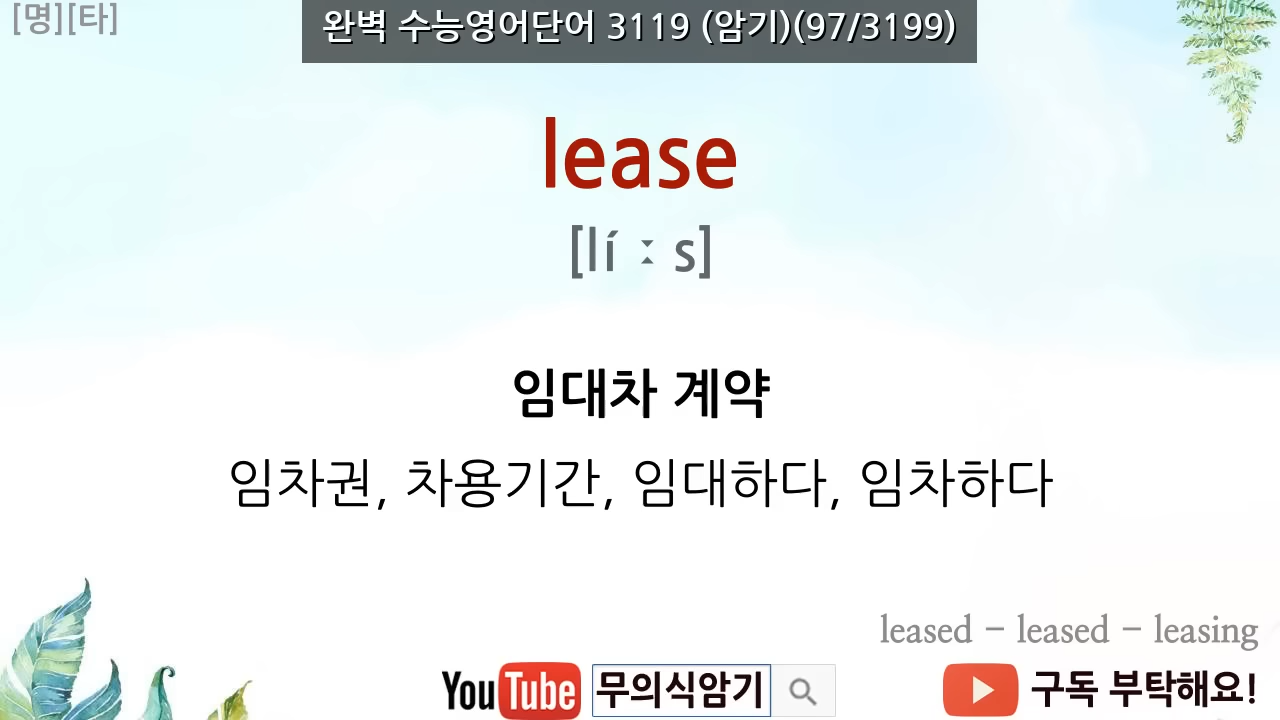 [명][타]
완벽 수능영어단어 3119 (암기)(97/3199)
lease
[líːs]
임대차 계약
임차권, 차용기간, 임대하다, 임차하다
leased - leased - leasing
YouTube 무의식암기
구독 부탁해요!